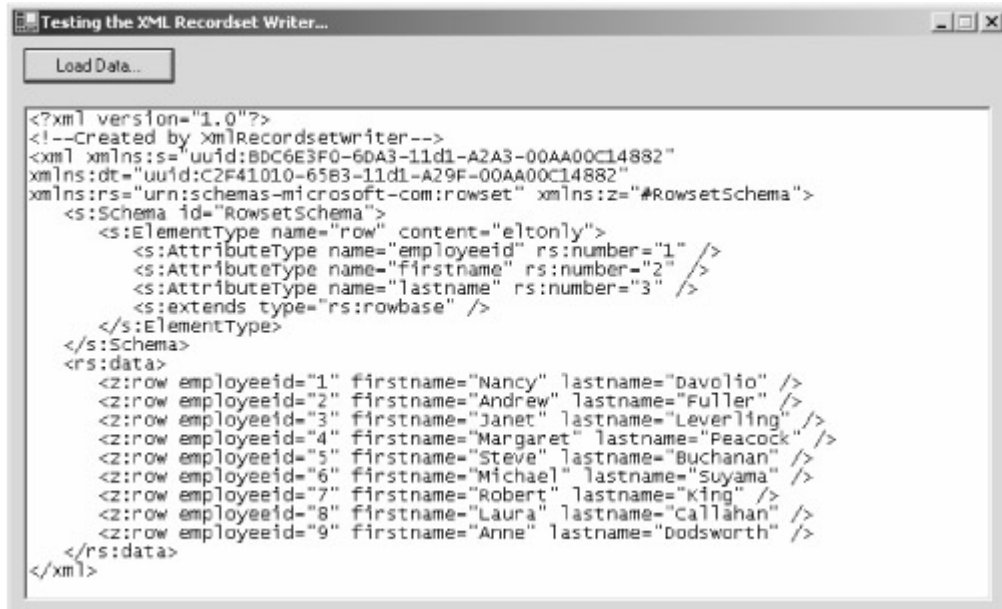 Testing the XML Recordset Writer...
Load Data...
<?xml version="1.0"?>
<!--Created by XmlRecordsetWriter-->
<xml xmlns:s="uuid:BDC6E3F0-6DA3-11d1-A2A3-00AA00C14882"
xmlns:dt="uuid:C2F41010-65B3-11d1-A29F-00AA00C14882"
xmlns:rs="urn:schemas-microsoft-com:rowset" xmlns:z="#RowsetSchema">
<s:Schema id="RowsetSchema">
<s:ElementType name="row" content="eltOnly">
<s:AttributeType name="employeeid" rs:number="1" />
<s:AttributeType name="firstname" rs:number="2" />
<s:AttributeType name="lastname" rs:number="3" />
<s:extends type="rs:rowbase" />
</s:ElementType>
</s:Schema>
<rs:data>
<z:row employeeid="1" firstname="Nancy" lastname="Davolio" />
<z:row employeeid="2" firstname="Andrew" lastname="Fuller" />
<z:row employeeid="3" firstname="Janet" lastname="Leverling" />
<z:row employeeid="4" firstname="Margaret" lastname="Peacock" />
<z:row employeeid="5" firstname="Steve" lastname="Buchanan" />
<z:row employeeid="6" firstname="Michael" lastname="Suyama" />
<z:row employeeid="7" firstname="Robert" lastname="King" />
<z:row employeeid="8" firstname="Laura" lastname="Callahan" />
<z:row employeeid="9" firstname="Anne" lastname="Dodsworth" />
</rs:data>
</xml>